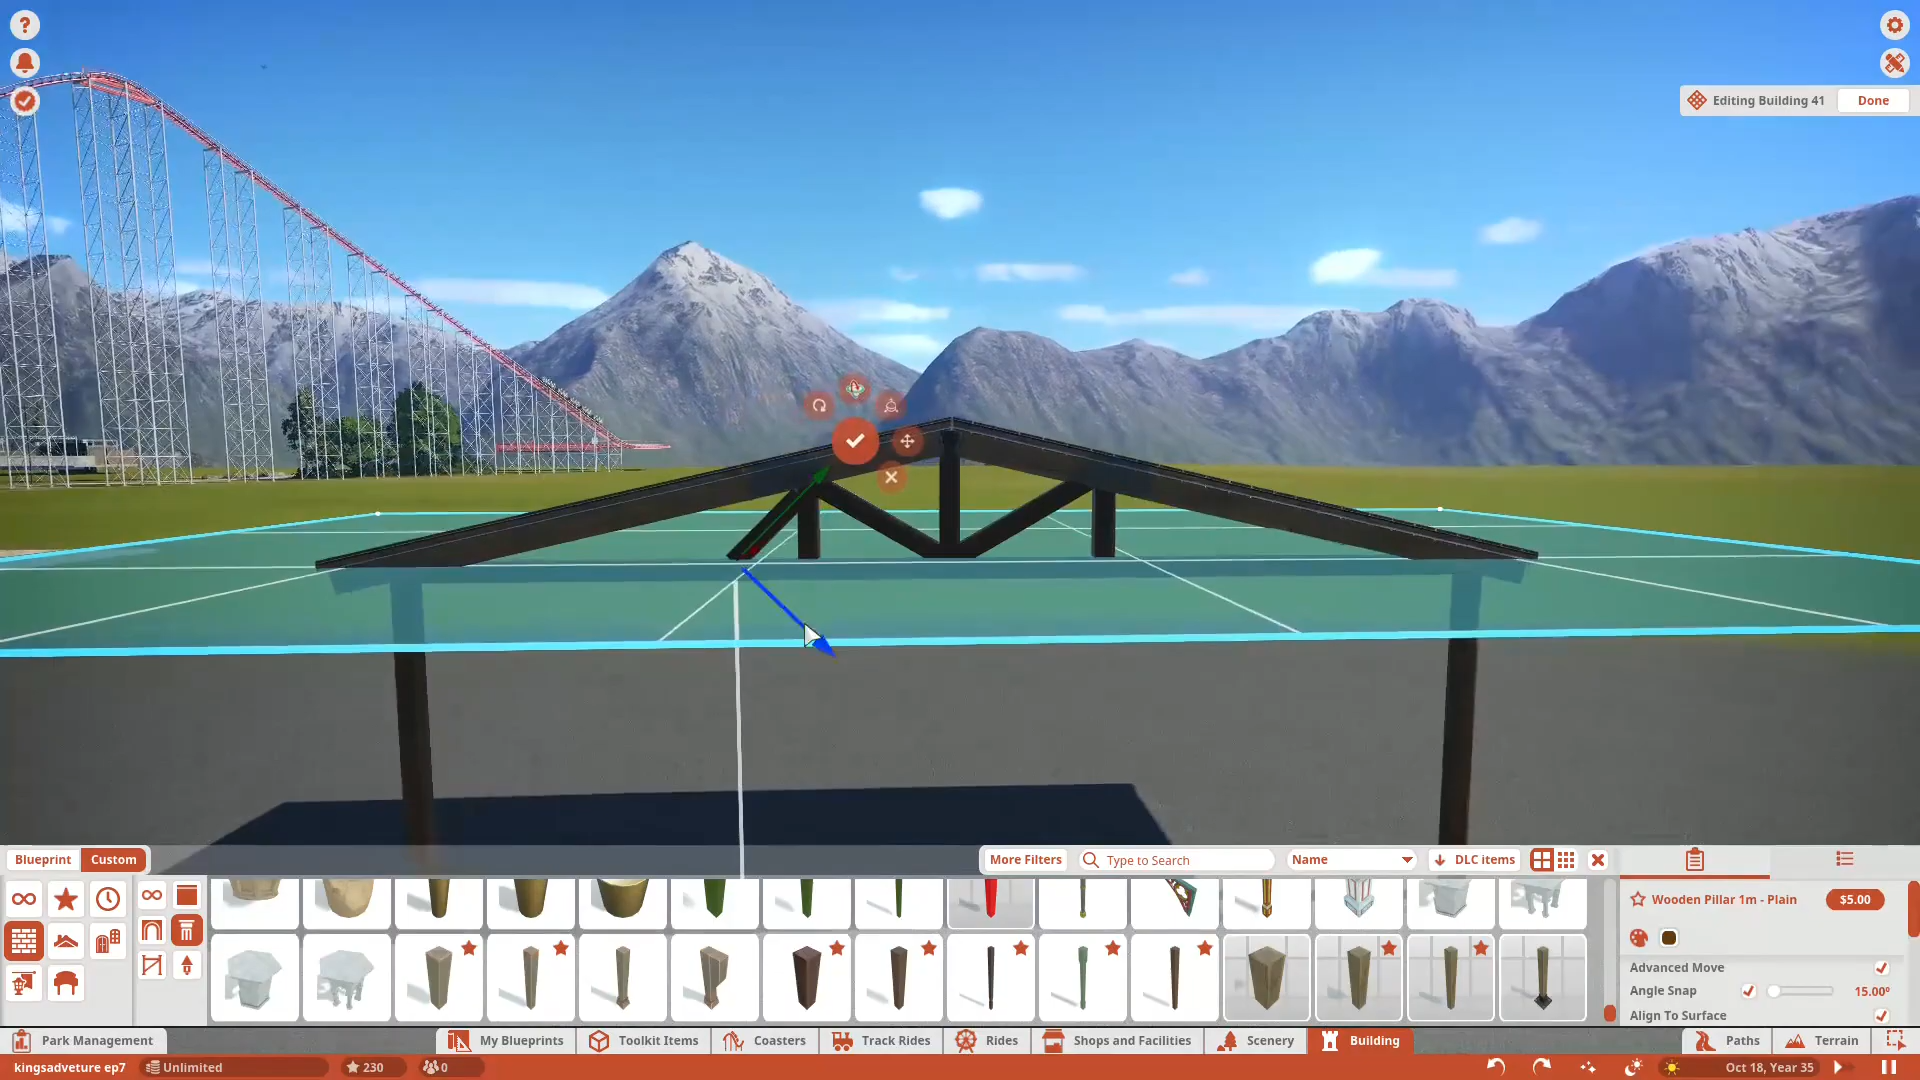 ?
Editing Building 41
Done
Blueprint
Custom
More Filters
Type to Search
Name
DLC items
Wooden Pillar 1m - Plain
$5.00
Advanced Move
Angle Snap
15.00°
Align To Surface
Park Management
My Blueprints
Toolkit Items
Coasters
Track Rides
Rides
Shops and Facilities
Scenery
Building
Paths
Terrain
kingsadveture ep7
Unlimited
230
0
Oct 18, Year 35